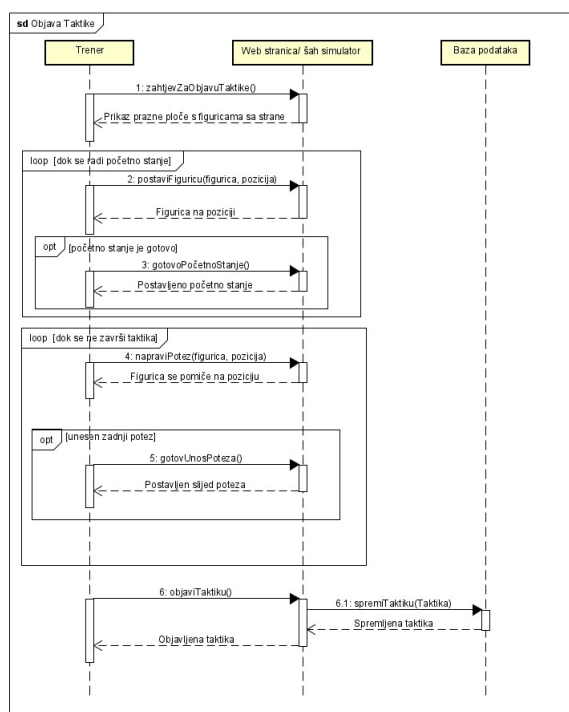 sd Objava Taktike
Trener
Web stranica/ šah simulator
Baza podataka
1: zahtjevZaObjavuTaktike()
Prikaz prazne ploče s figuricama sa strane
loop [dok se radi početno stanje]
2: postaviFiguricu(figurica, pozicija)
Figurica na poziciji
opt [početno stanje je gotovo]
3: gotovoPočetnoStanje()
Postavljeno početno stanje
loop [dok se ne završi taktika]
4: napraviPotez(figurica, pozicija)
Figurica se pomiče na poziciju
opt [unesen zadnji potez]
5: gotovUnosPoteza()
Postavljen slijed poteza
6: objaviTaktiku()
6.1: spremiTaktiku(Taktika)
Spremljena taktika
Objavljena taktika